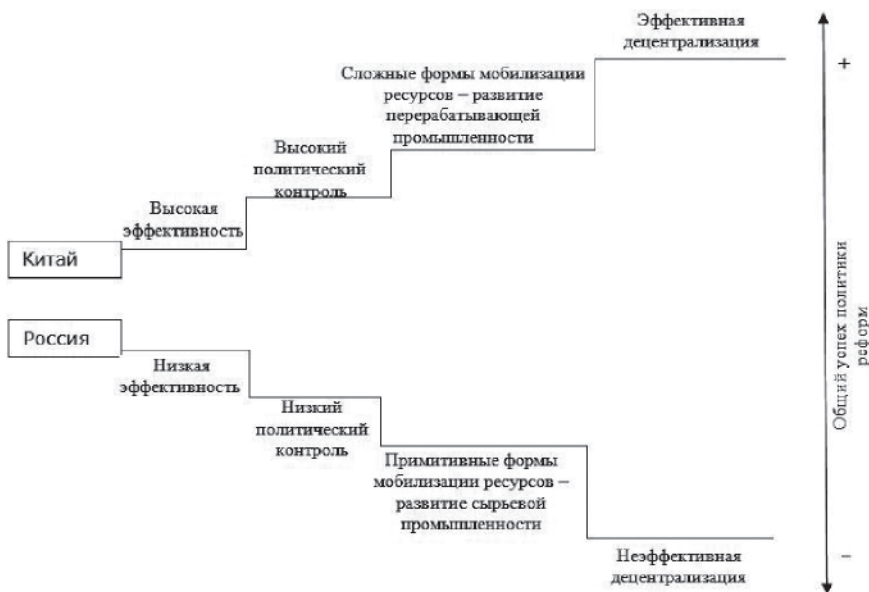 Эффективная
децентрализация
+
Сложные формы мобилизации
ресурсов – развитие
перерабатывающей
промышленности
Высокий
политический
контроль
Высокая
эффективность
Китай
Россия
Низкая
эффективность
Низкий
политический
контроль
Примитивные формы
мобилизации ресурсов –
развитие сырьевой
промышленности
Неэффективная
децентрализация
–
Общий успех политики
реформ